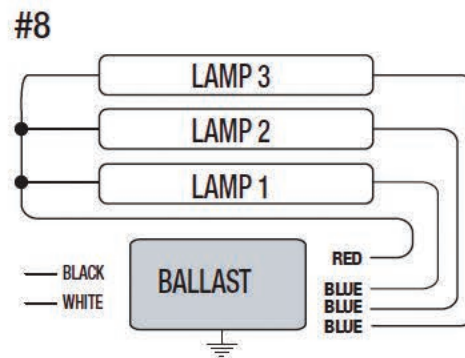 #8
LAMP 3
LAMP 2
LAMP 1
BLACK
WHITE
BALLAST
RED
BLUE
BLUE
BLUE